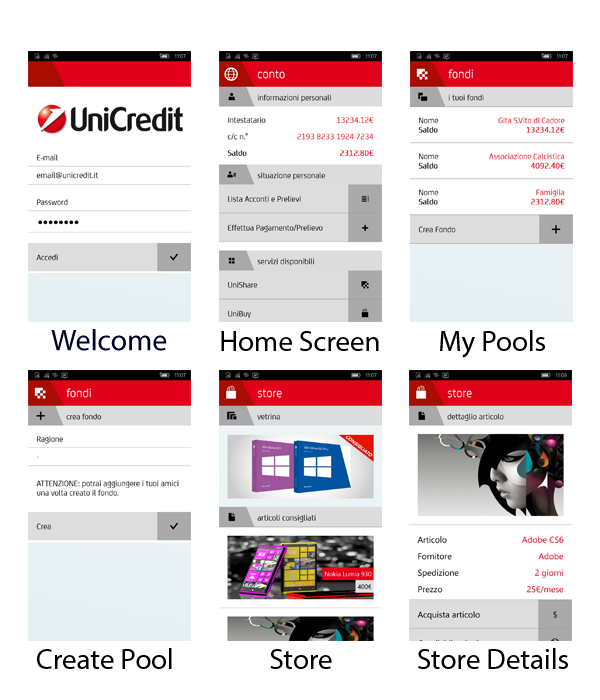 11:07
UniCredit
E-mail
email@unicredit.it
Password
Accedi
Welcome
11:07
conto
informazioni personali
Intestatario 13234.12€
c/c n.° 2193 8233 1924 7234
Saldo 2312.80€
situazione personale
Lista Acconti e Prelievi
Effettua Pagamento/Prelievo
servizi disponibili
UniShare
UniBuy
Home Screen
11:07
fondi
i tuoi fondi
Nome Gita S.Vito di Cadore
Saldo 13234.12€
Nome Associazione Calcistica
Saldo 4092.40€
Nome Famiglia
Saldo 2312.80€
Crea Fondo
My Pools
11:07
fondi
crea fondo
Ragione
ATTENZIONE: potrai aggiungere i tuoi amici
una volta creato il fondo.
Crea
Create Pool
11:07
store
vetrina
CONSIGLIATO
articoli consigliati
Nokia Lumia 930
400€
Store
11:08
store
dettaglio articolo
Articolo Adobe CS6
Fornitore Adobe
Spedizione 2 giorni
Prezzo 25€/mese
Acquista articolo $
Store Details